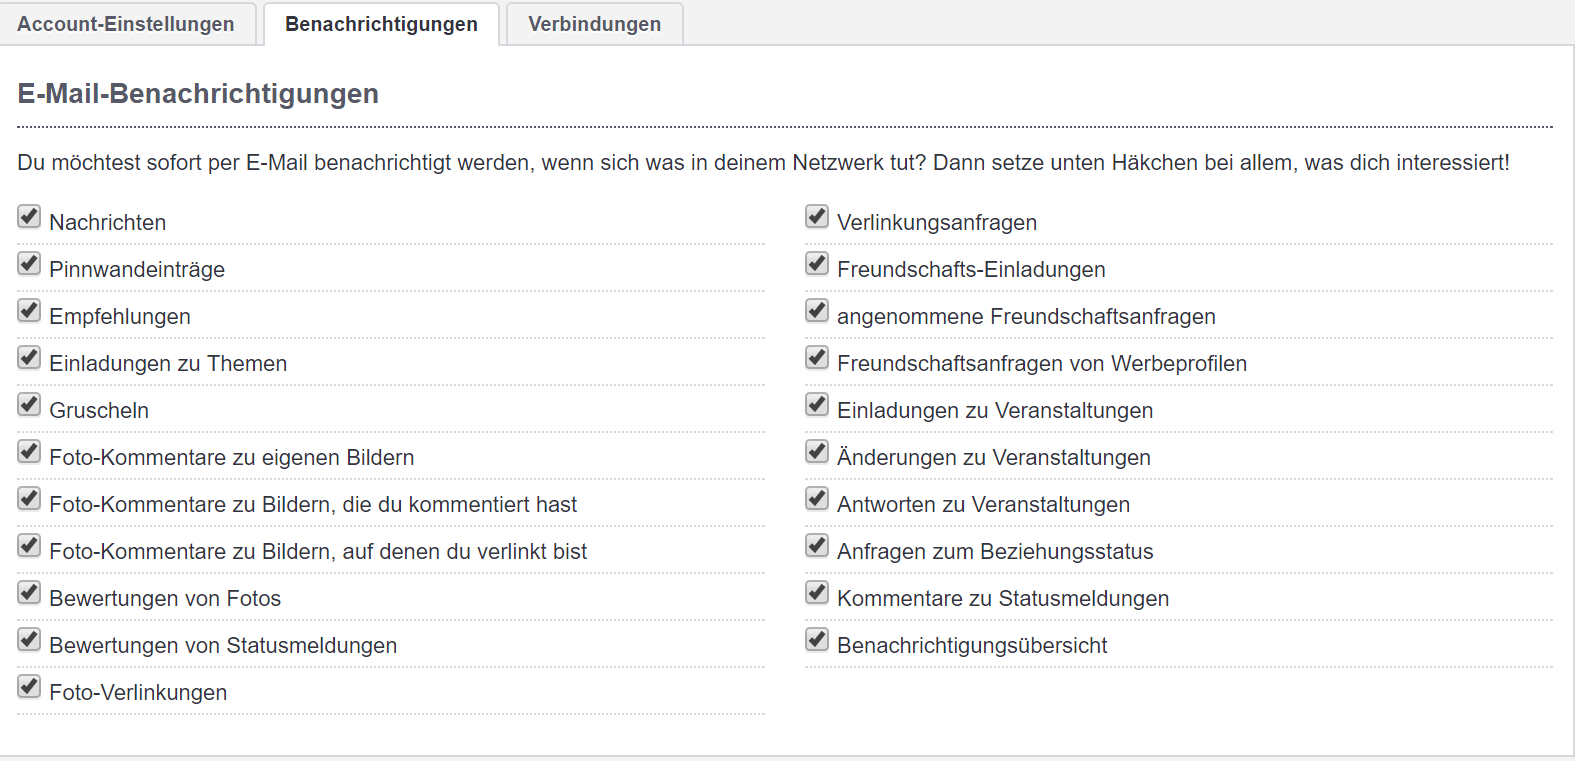 Account-Einstellungen
Benachrichtigungen
Verbindungen
E-Mail-Benachrichtigungen
Du möchtest sofort per E-Mail benachrichtigt werden, wenn sich was in deinem Netzwerk tut? Dann setze unten Häkchen bei allem, was dich interessiert!
Nachrichten
Pinnwandeinträge
Empfehlungen
Einladungen zu Themen
Gruscheln
Foto-Kommentare zu eigenen Bildern
Foto-Kommentare zu Bildern, die du kommentiert hast
Foto-Kommentare zu Bildern, auf denen du verlinkt bist
Bewertungen von Fotos
Bewertungen von Statusmeldungen
Foto-Verlinkungen
Verlinkungsanfragen
Freundschafts-Einladungen
angenommene Freundschaftsanfragen
Freundschaftsanfragen von Werbeprofilen
Einladungen zu Veranstaltungen
Änderungen zu Veranstaltungen
Antworten zu Veranstaltungen
Anfragen zum Beziehungsstatus
Kommentare zu Statusmeldungen
Benachrichtigungsübersicht